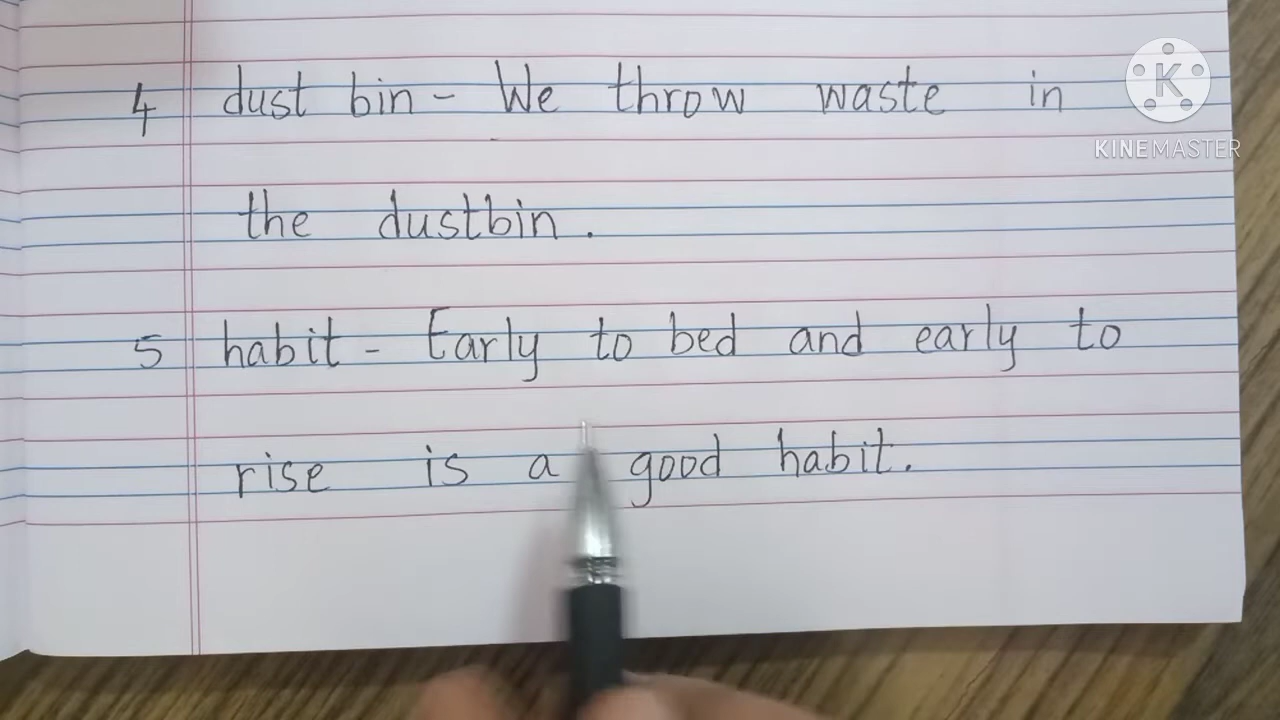 4 dust bin - We throw waste in
the dustbin.
5 habit - Early to bed and early to
rise is a good habit.
K
KINEMASTER